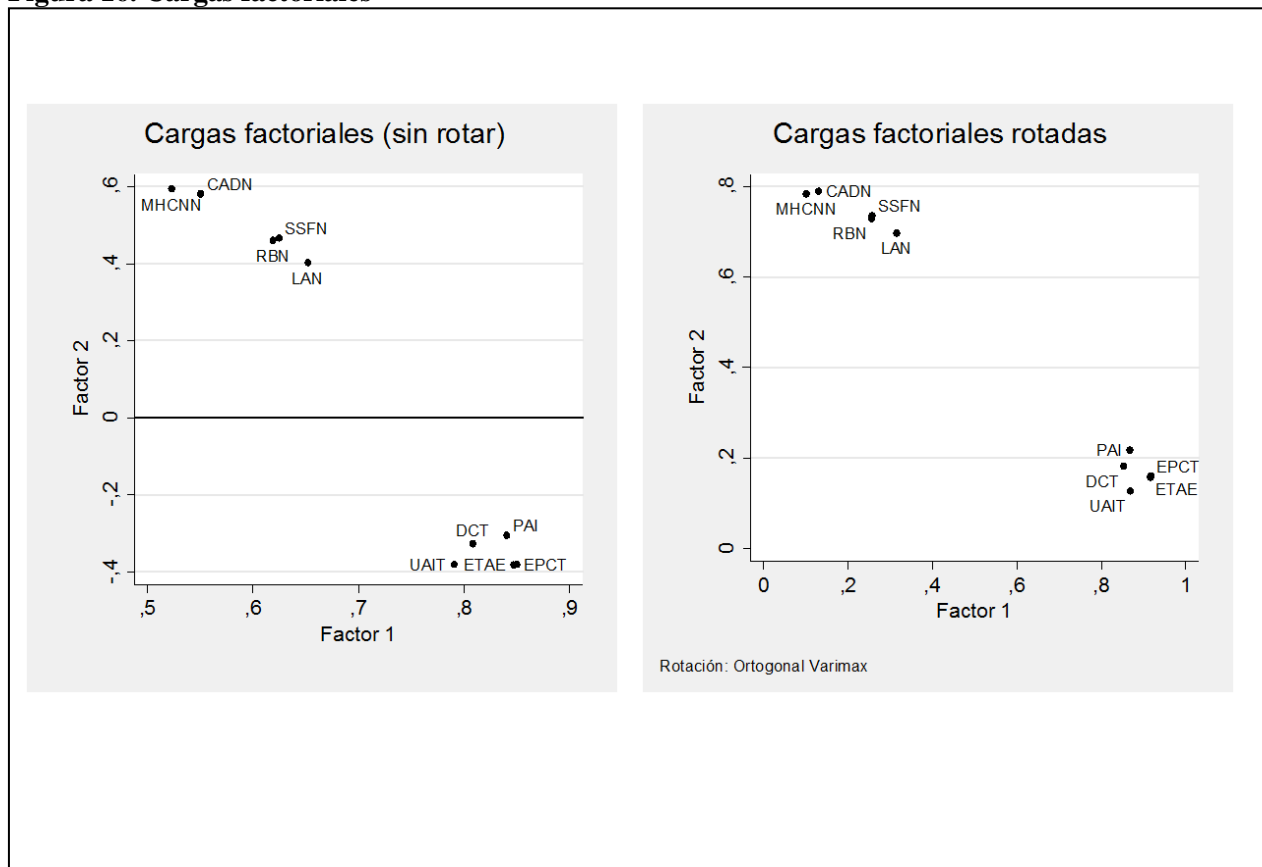 Cargas factoriales (sin rotar)
,6
,4
,2
0
-,2
-,4
Factor 2
CADN
MHCNN
SSFN
RBN
LAN
DCT
PAI
UAIT
ETAE
EPCT
,5
,6
,7
,8
,9
Factor 1
Cargas factoriales rotadas
,8
,6
,4
,2
0
Factor 2
CADN
MHCNN
SSFN
RBN
LAN
PAI
EPCT
DCT
ETAE
UAIT
0
,2
,4
,6
,8
1
Factor 1
Rotación: Ortogonal Varimax